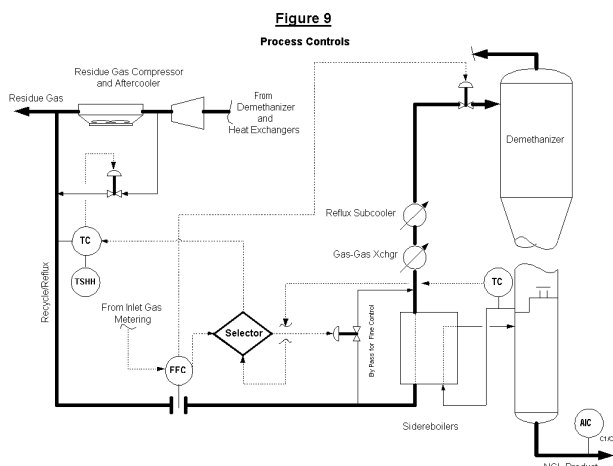 Figure 9
Process Controls
Residue Gas Compressor
and Aftercooler
Residue Gas
From
Demethanizer
and
Heat Exchangers
Demethanizer
Reflux Subcooler
Gas-Gas Xchgr
TC
TSHH
Recycle/Reflux
From Inlet Gas
Metering
Selector
FFC
By Pass for Fine Control
TC
Sidereboilers
AIC
C1/C
NGL Product